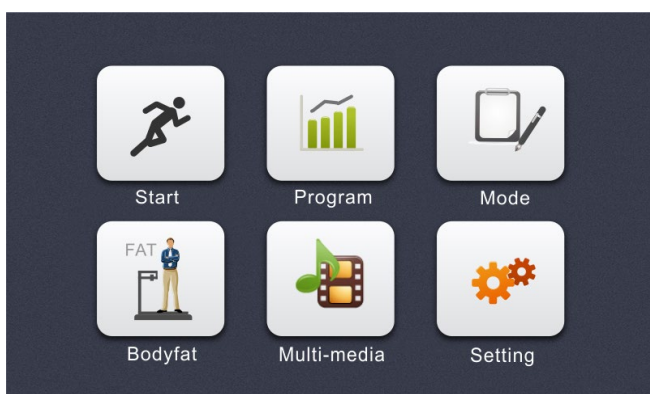 Start
Program
Mode
FAT
Bodyfat
Multi-media
Setting